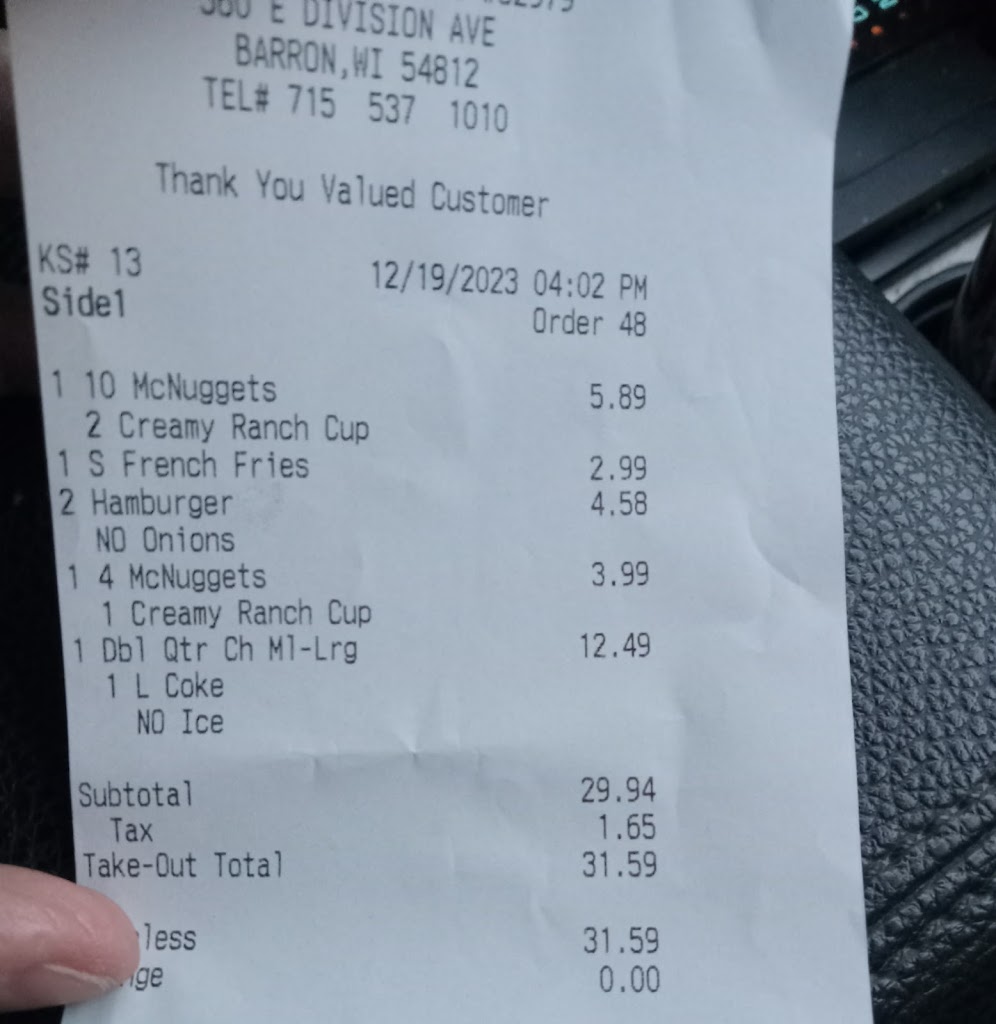 E DIVISION AVE
BARRON, WI 54812
TEL# 715 537 1010
Thank You Valued Customer
KS# 13
12/19/2023 04:02 PM
Side1
Order 48
1 10 McNuggets 5.89
2 Creamy Ranch Cup
1 S French Fries 2.99
2 Hamburger 4.58
NO Onions
1 4 McNuggets 3.99
1 Creamy Ranch Cup
1 Dbl Qtr Ch Ml-Lrg 12.49
1 L Coke
NO Ice
Subtotal 29.94
Tax 1.65
Take-Out Total 31.59
less 31.59
ge 0.00